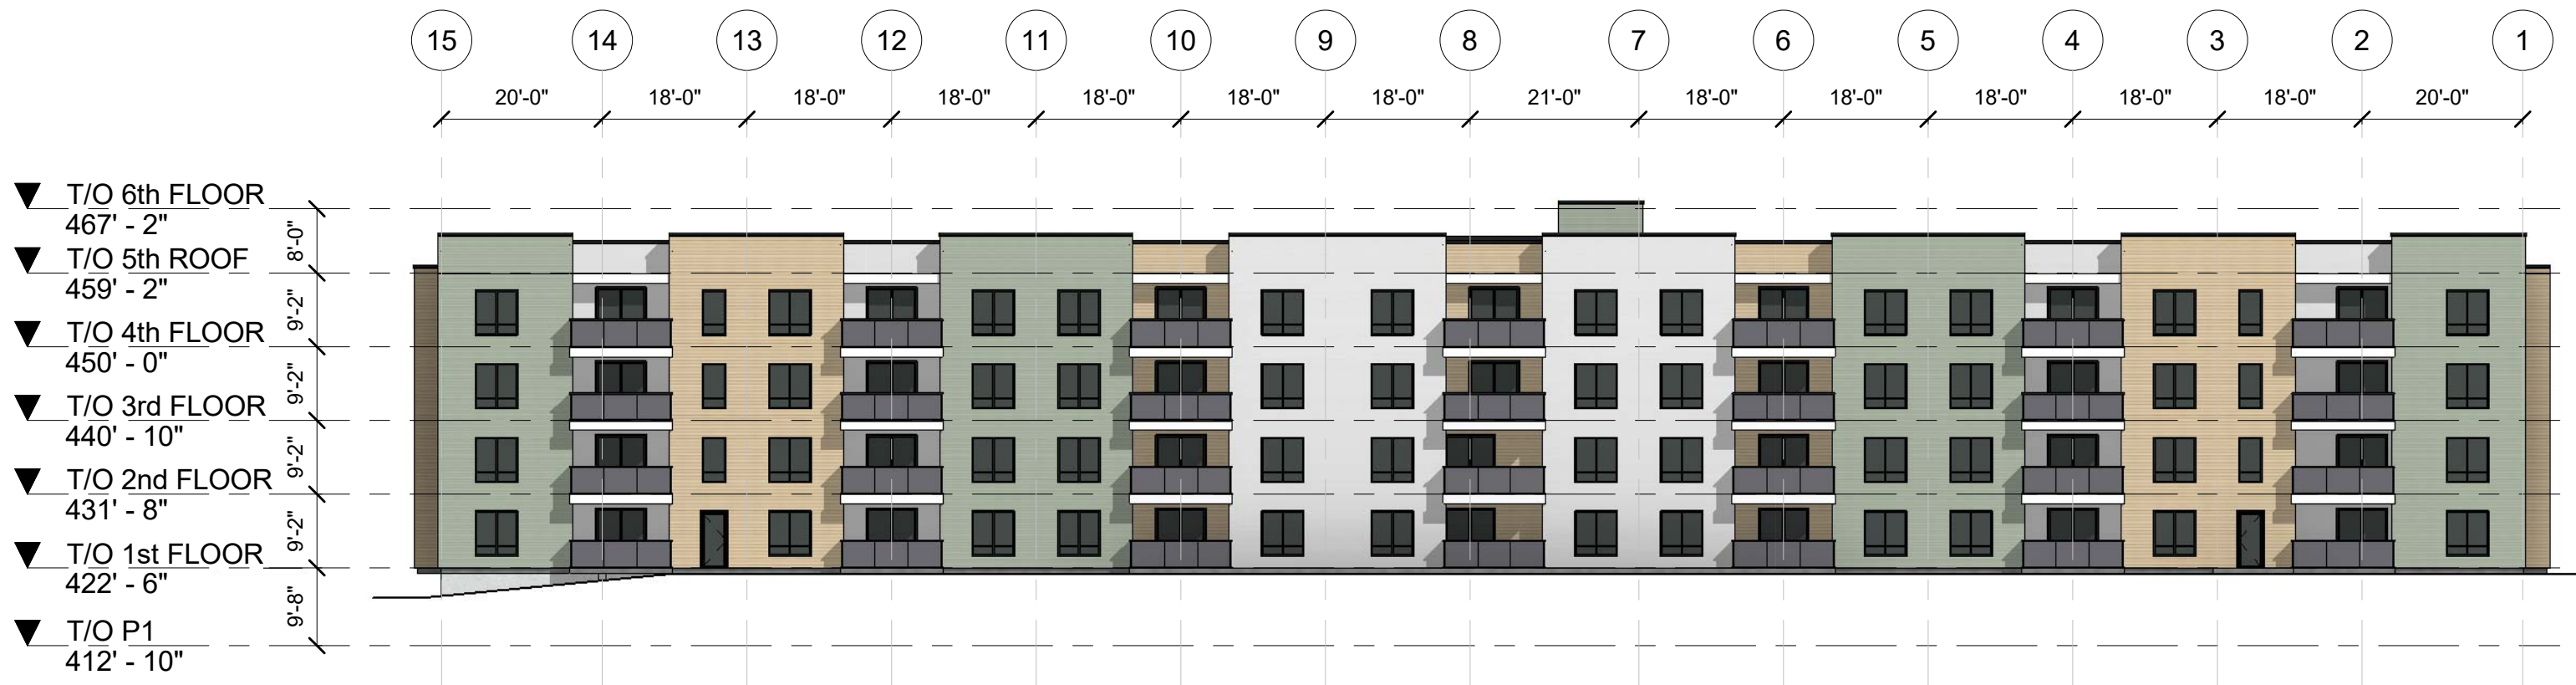 15 14 13 12 11 10 9 8 7 6 5 4 3 2 1
20'-0" 18'-0" 18'-0" 18'-0" 18'-0" 18'-0" 18'-0" 21'-0" 18'-0" 18'-0" 18'-0" 18'-0" 18'-0" 20'-0"
T/O 6th FLOOR
467' - 2"
8'-0"
T/O 5th ROOF
459' - 2"
9'-2"
T/O 4th FLOOR
450' - 0"
9'-2"
T/O 3rd FLOOR
440' - 10"
9'-2"
T/O 2nd FLOOR
431' - 8"
9'-2"
T/O 1st FLOOR
422' - 6"
9'-8"
T/O P1
412' - 10"